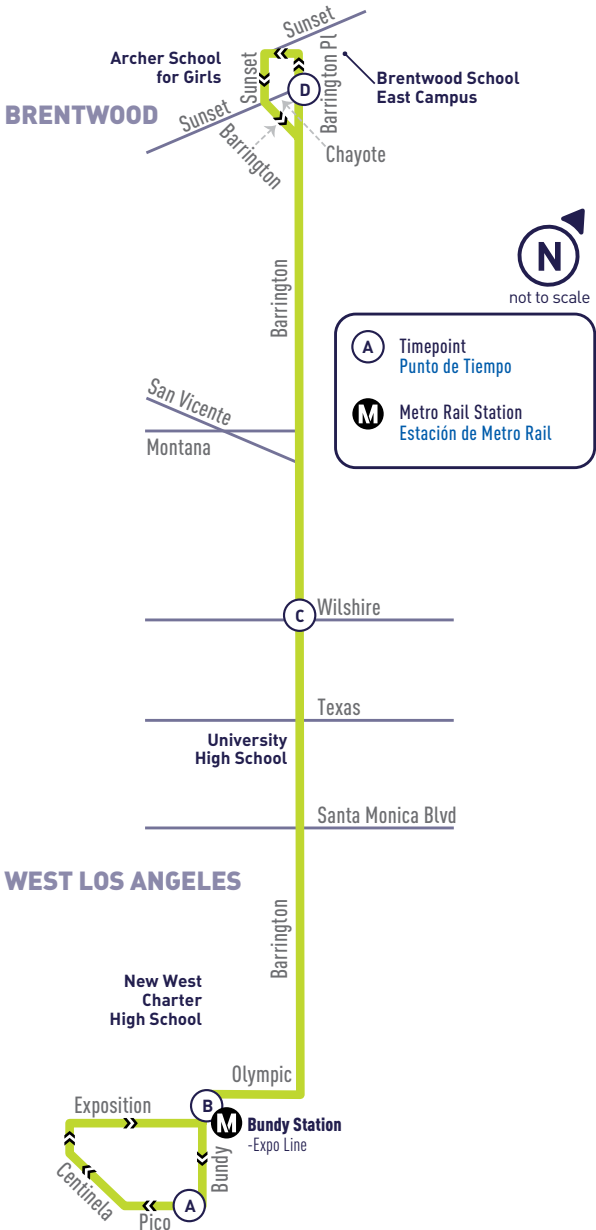 Sunset
Archer School
for Girls
Sunset
Barrington Pl
Brentwood School
East Campus
D
BRENTWOOD
Sunset
Barrington
Chayote
Barrington
N
not to scale
A
Timepoint
Punto de Tiempo
M
Metro Rail Station
Estación de Metro Rail
San Vicente
Montana
C
Wilshire
Texas
University
High School
Santa Monica Blvd
WEST LOS ANGELES
Barrington
New West
Charter
High School
Olympic
Exposition
B
M
Bundy Station
-Expo Line
Bundy
Centinela
A
Pico